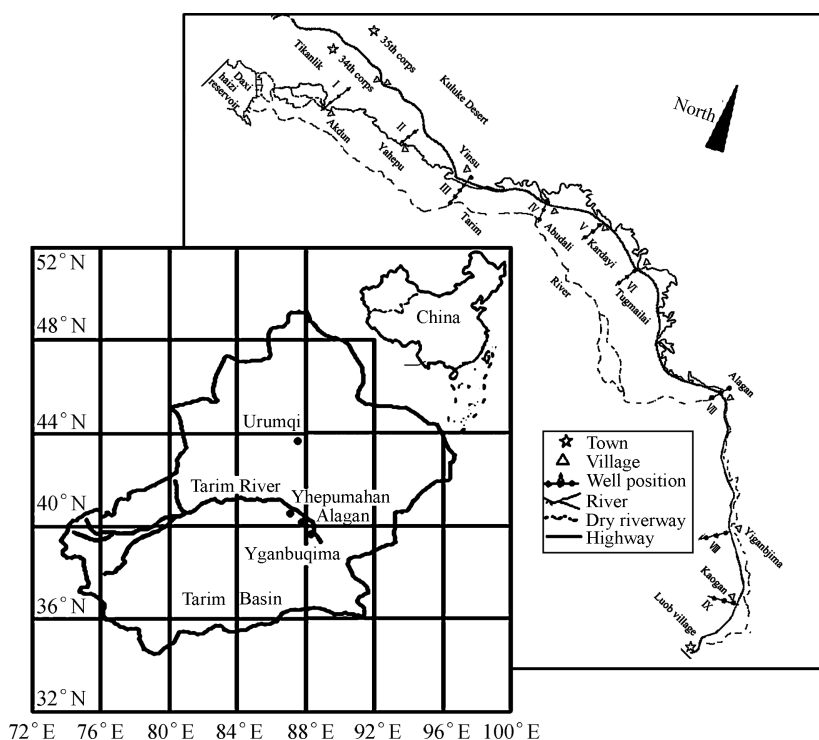 35th corps
34th corps
Tikanlik
Kuluke Desert
Daxi
haizi
reservoir
I
Akdun
II
Yahepu
Yinsu
III
Tarim
River
IV
Abudali
V
Kardayi
VI
Tugmailai
North
Alagan
VII
Yiganbjima
VIII
Kaogan
IX
Luob village
Town
Village
Well position
River
Dry riverway
Highway
China
Urumqi
Tarim River
Yhepumahan
Alagan
Yganbuqima
Tarim Basin
52°N
48°N
44°N
40°N
36°N
32°N
72°E 76°E 80°E 84°E 88°E 92°E 96°E 100°E